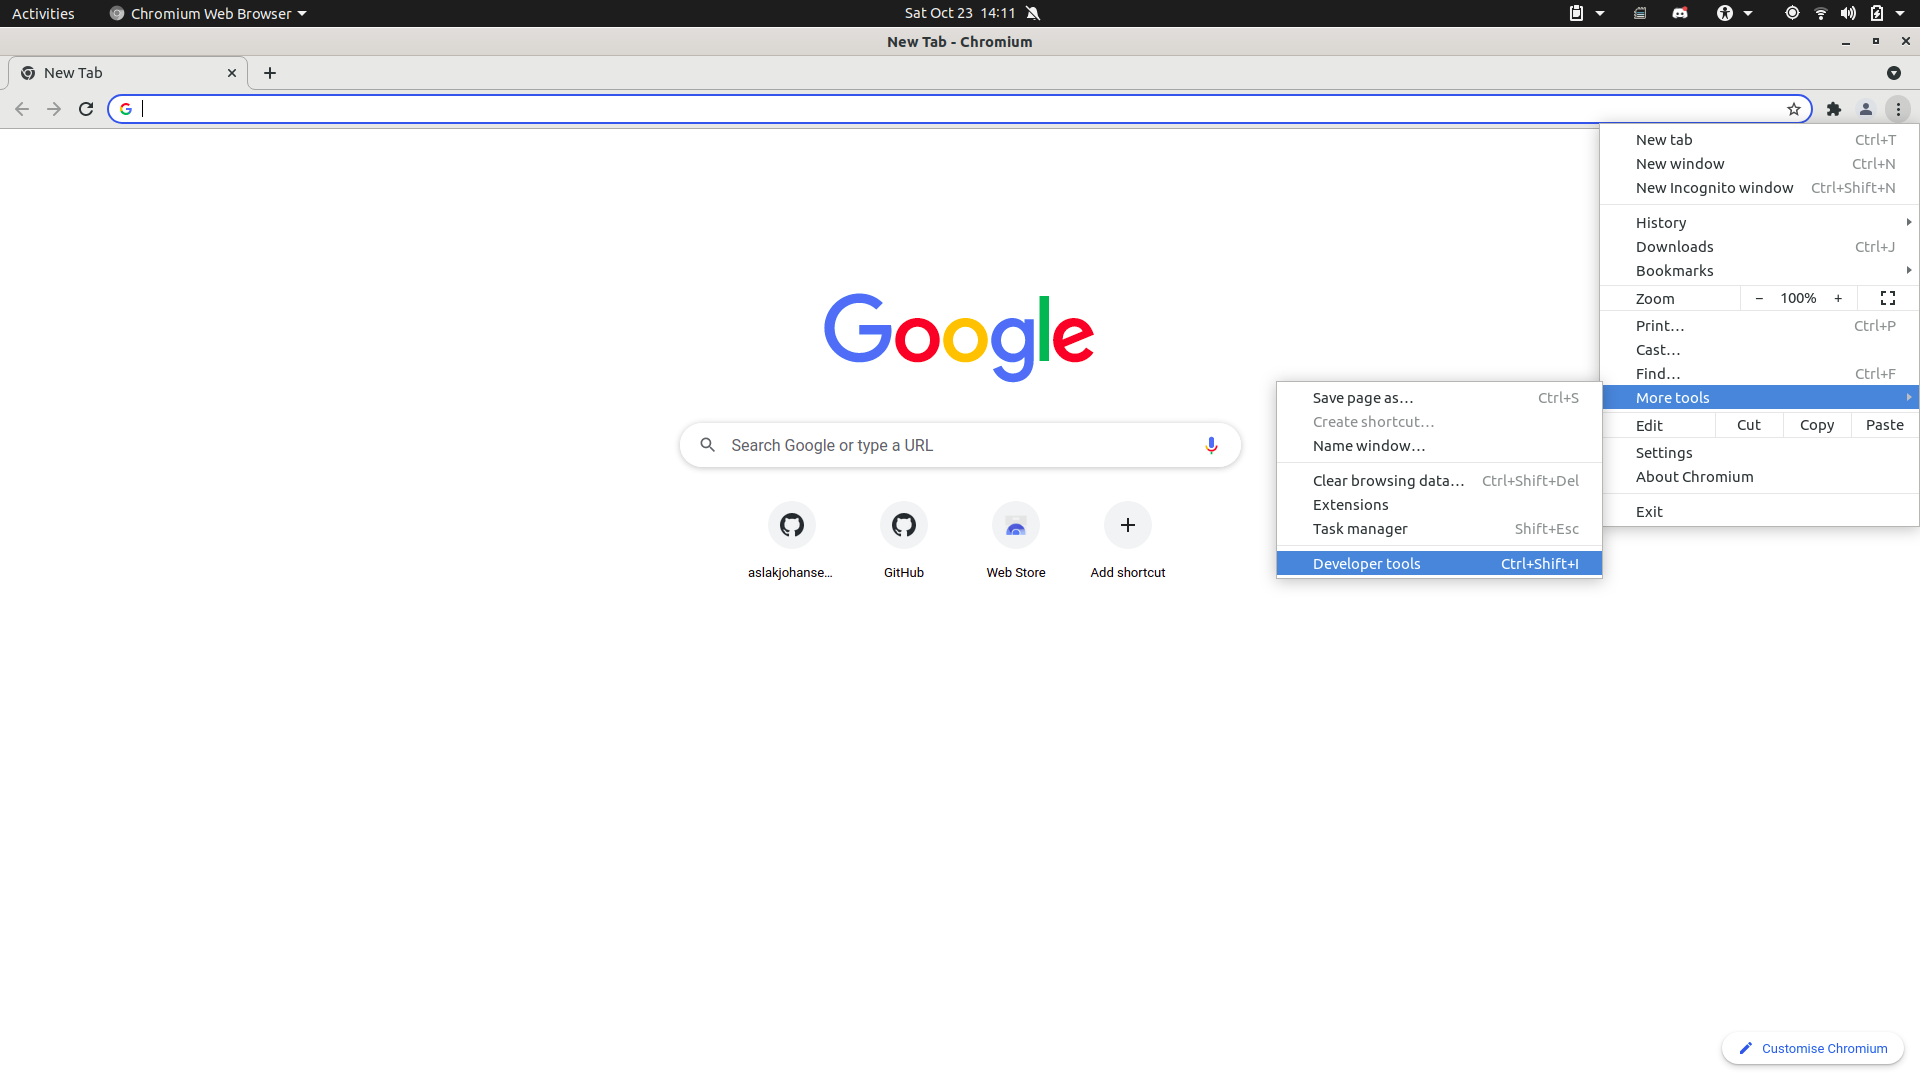 Activities Chromium Web Browser Sat Oct 23 14:11
New Tab - Chromium
New Tab
New tab Ctrl+T
New window Ctrl+N
New Incognito window Ctrl+Shift+N
History
Downloads Ctrl+J
Bookmarks
Zoom − 100% +
Print… Ctrl+P
Cast…
Find… Ctrl+F
More tools
Edit Cut Copy Paste
Settings
About Chromium
Exit
Save page as… Ctrl+S
Create shortcut…
Name window…
Clear browsing data… Ctrl+Shift+Del
Extensions
Task manager Shift+Esc
Developer tools Ctrl+Shift+I
Google
Search Google or type a URL
aslakjohanse… GitHub Web Store Add shortcut
Customise Chromium